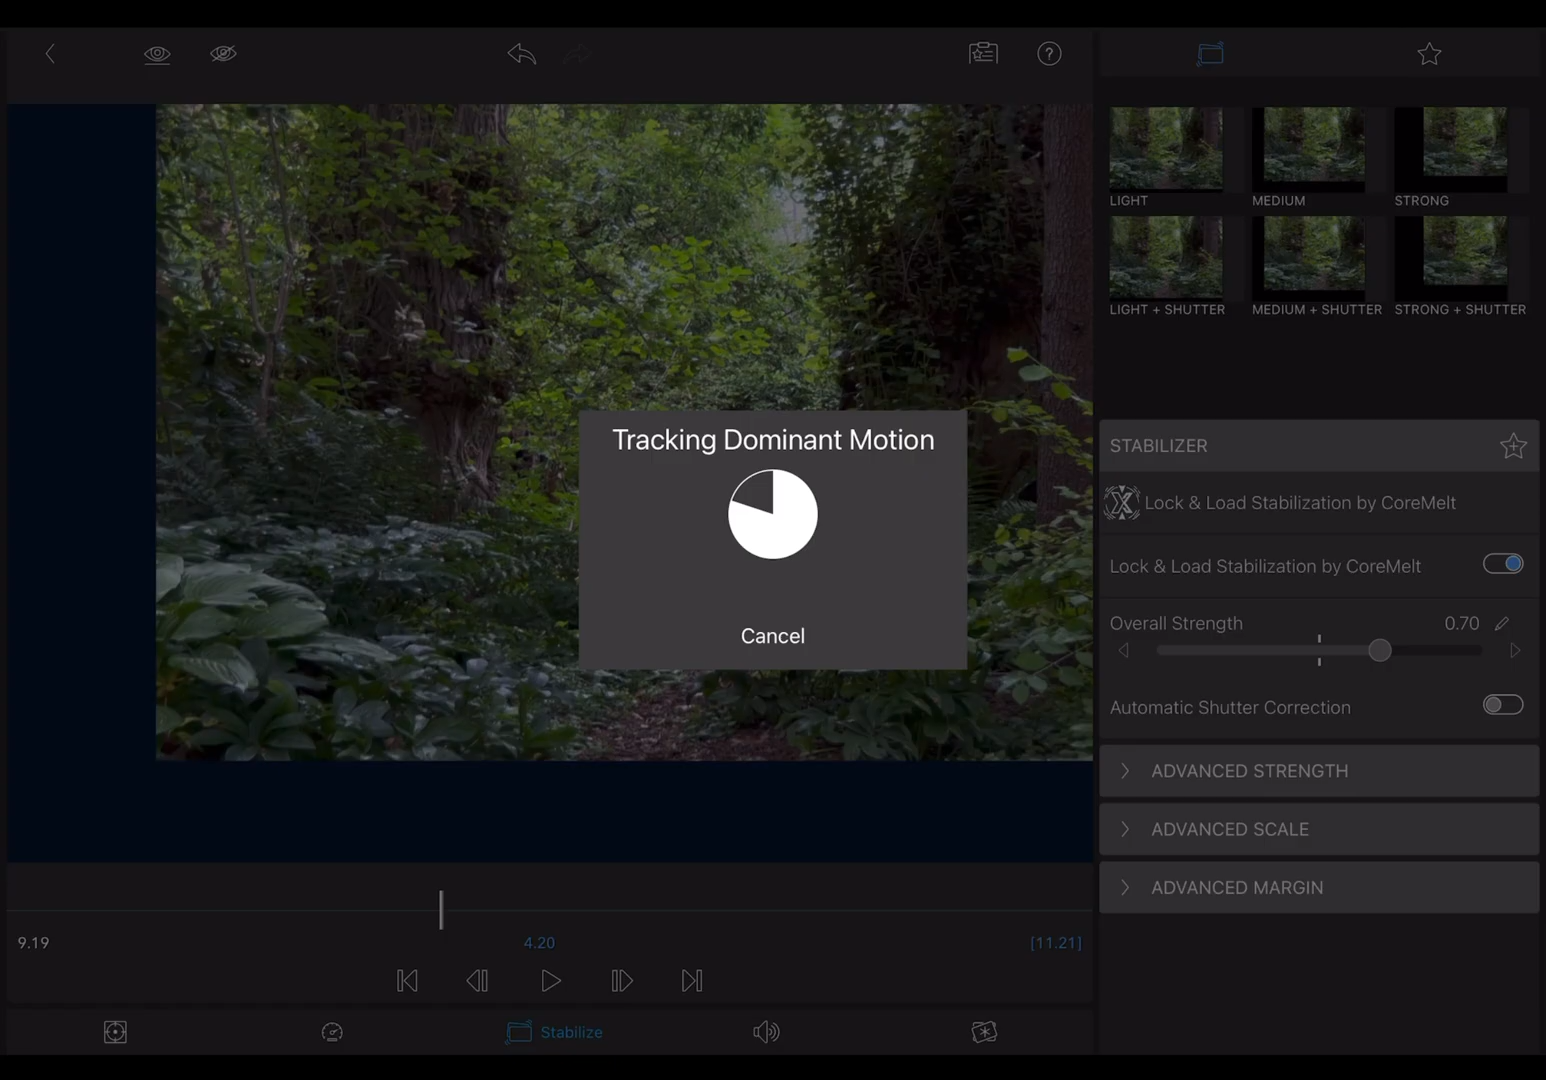 LIGHT
MEDIUM
STRONG
LIGHT + SHUTTER
MEDIUM + SHUTTER
STRONG + SHUTTER
Tracking Dominant Motion
Cancel
STABILIZER
Lock & Load Stabilization by CoreMelt
Lock & Load Stabilization by CoreMelt
Overall Strength 0.70
Automatic Shutter Correction
ADVANCED STRENGTH
ADVANCED SCALE
ADVANCED MARGIN
9.19 4.20 [11.21]
Stabilize